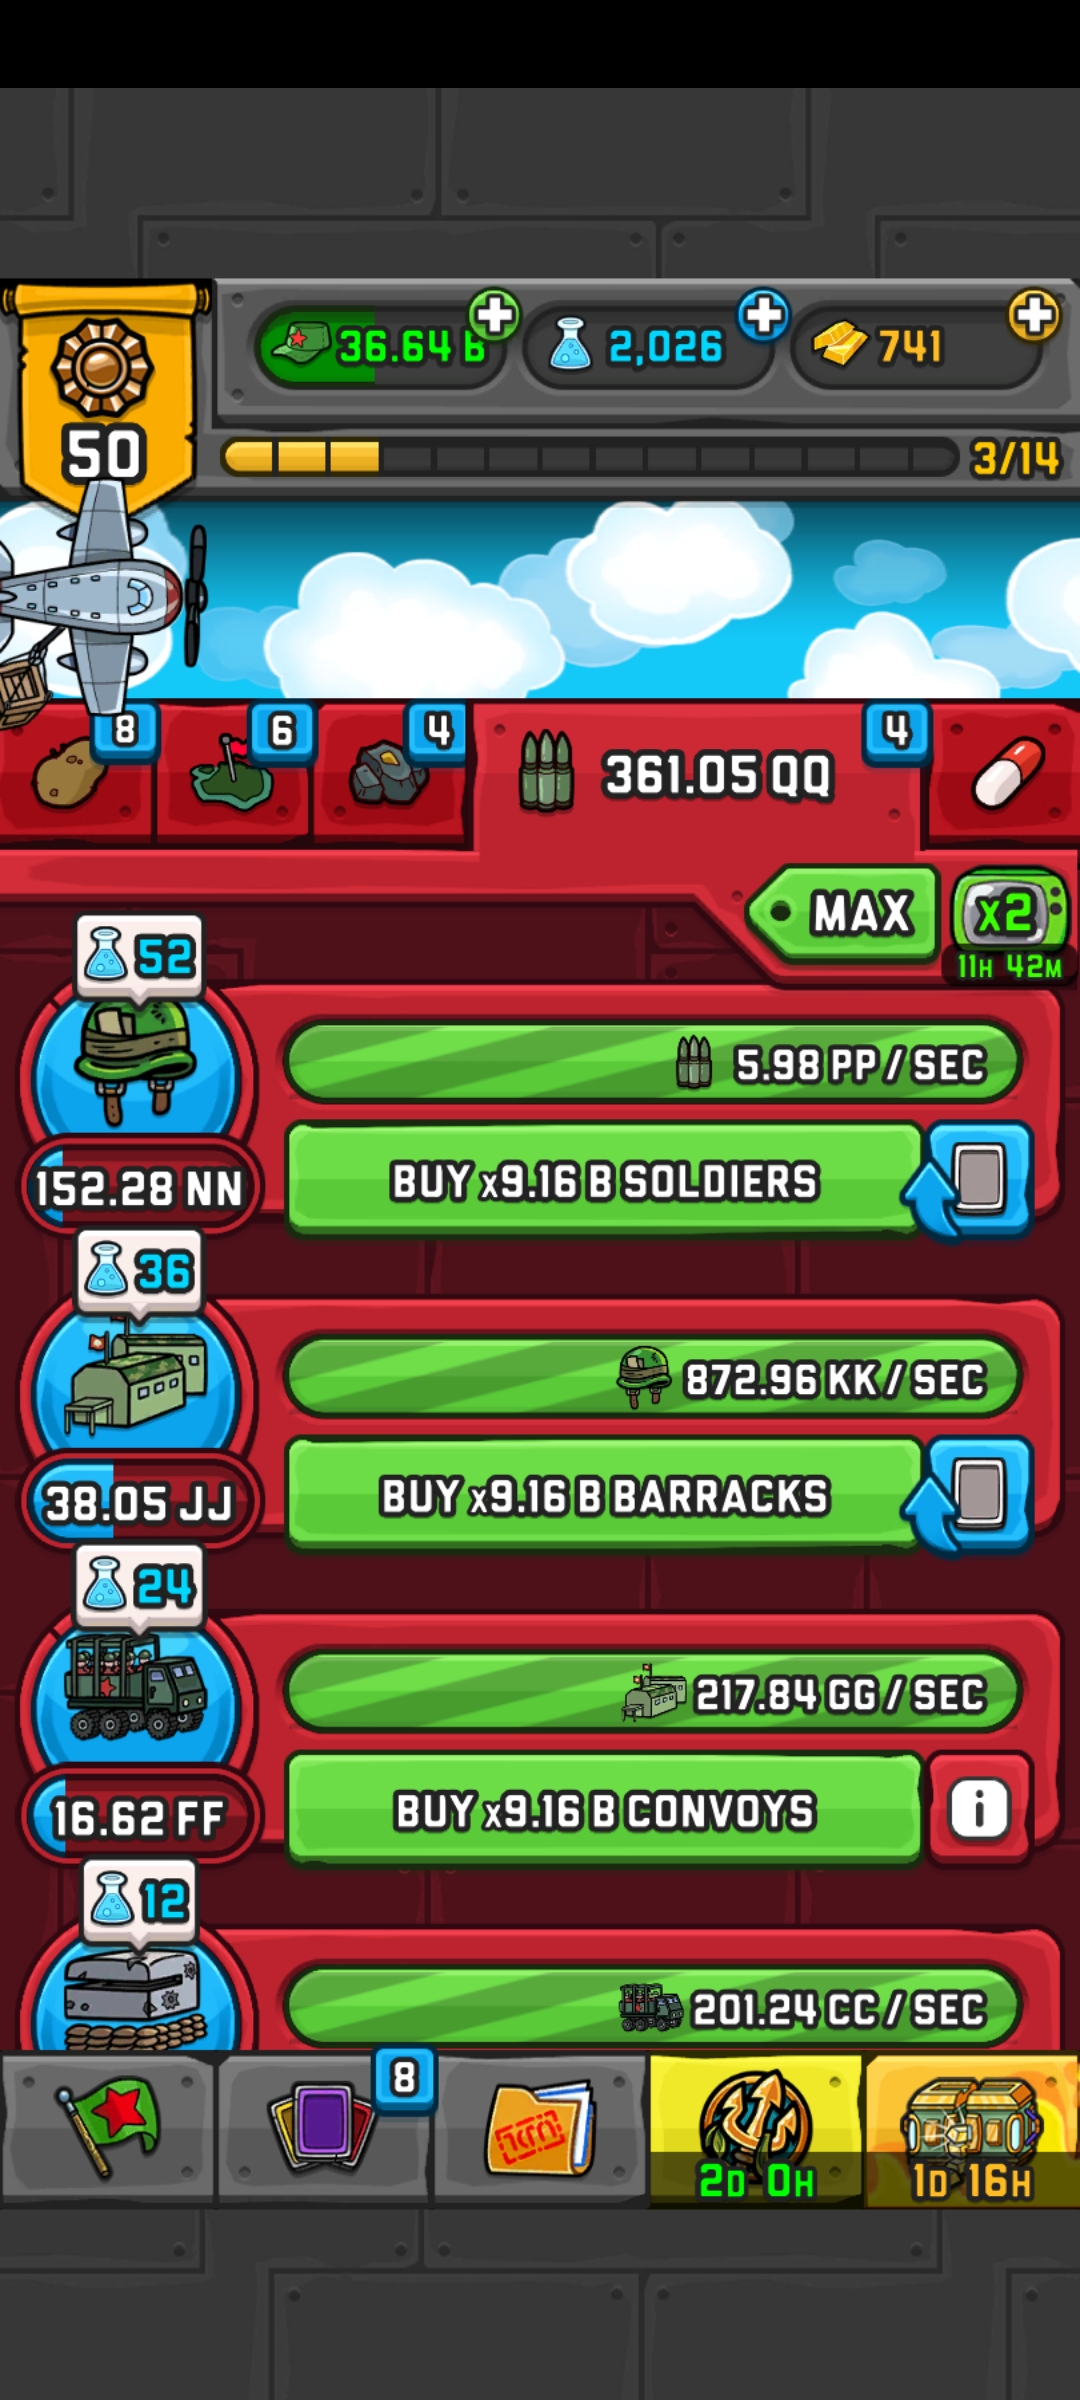 36.64 B
2,026
741
50
3/14
8
6
4
361.05 QQ
4
MAX
x2
11H 42M
52
5.98 PP / SEC
BUY x9.16 B SOLDIERS
152.28 NN
36
872.96 KK / SEC
BUY x9.16 B BARRACKS
38.05 JJ
24
217.84 GG / SEC
BUY x9.16 B CONVOYS
i
16.62 FF
12
201.24 CC / SEC
8
2D 0H
1D 16H